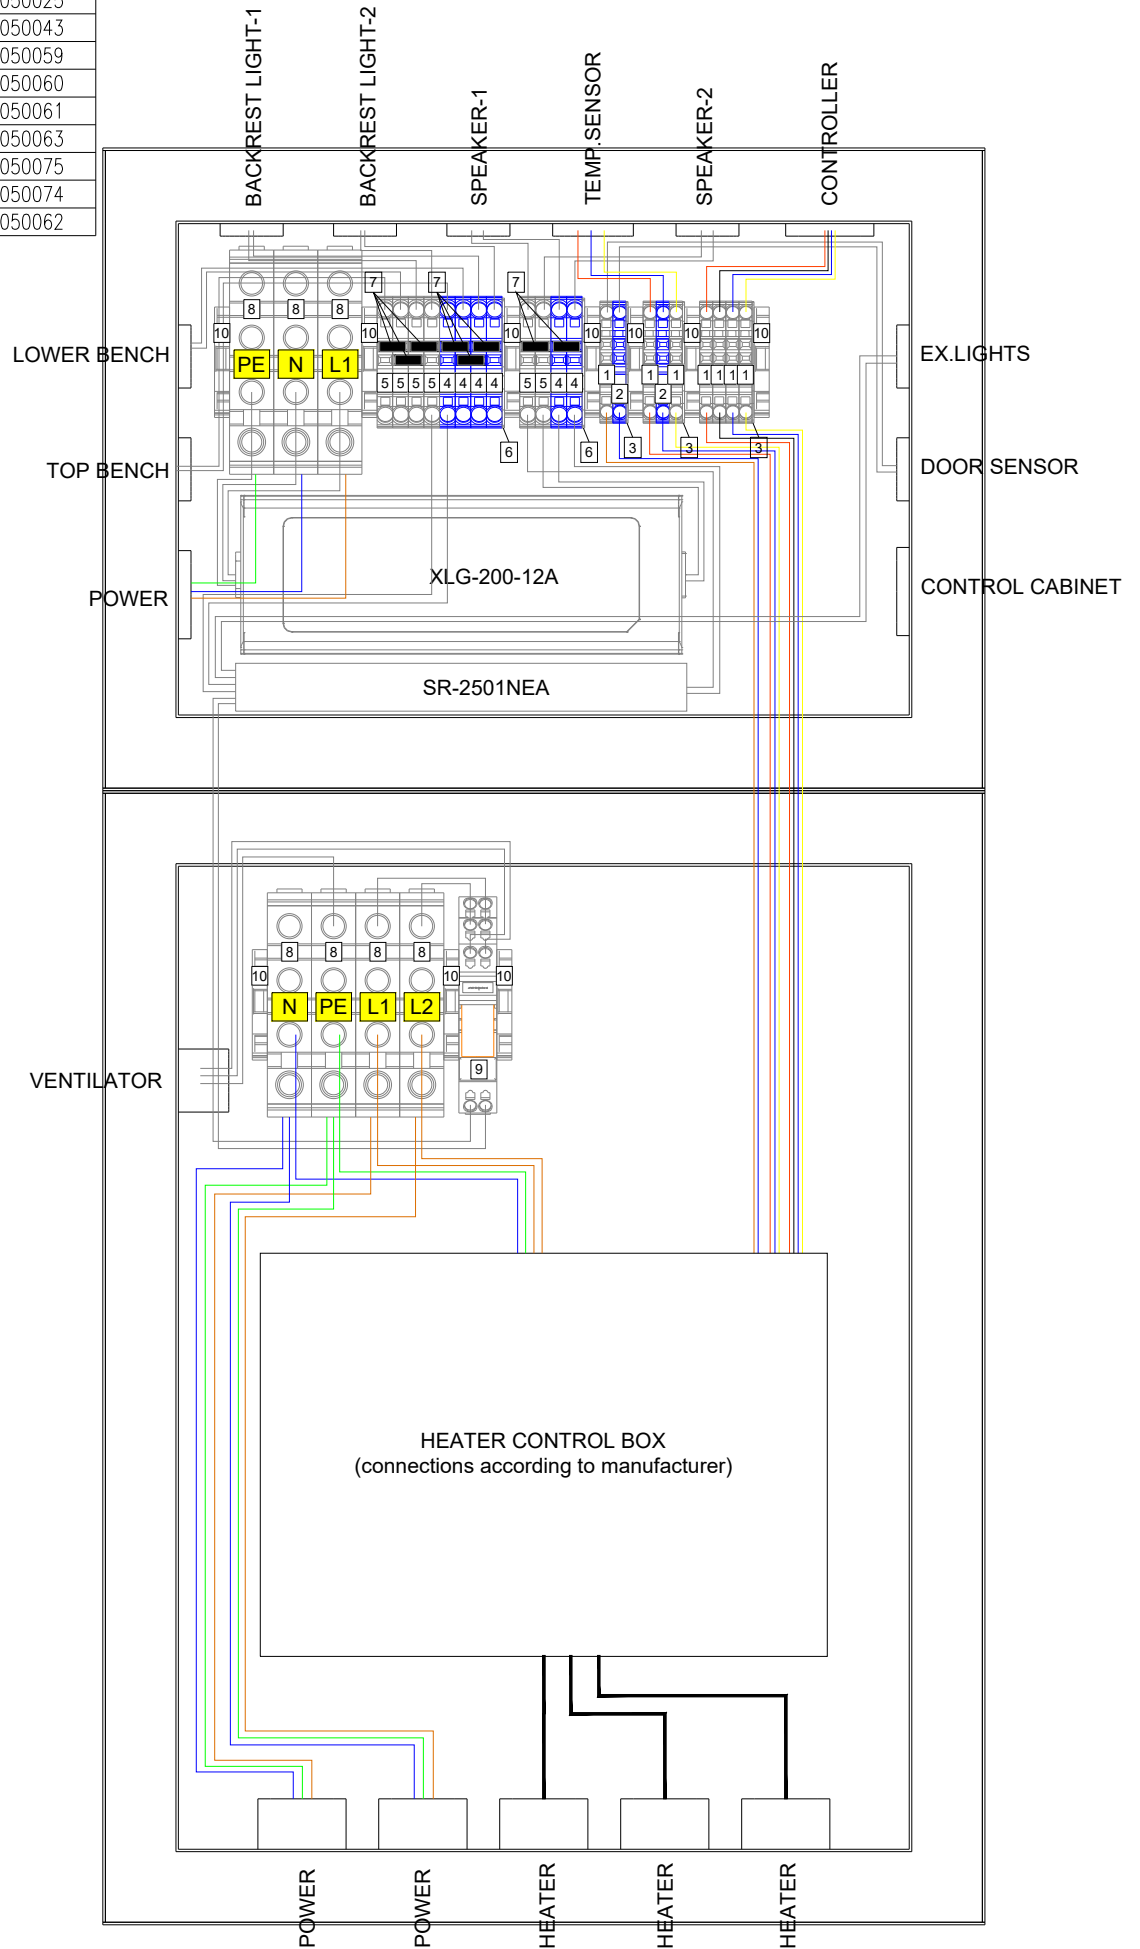 050043
050059
050060
050061
050063
050075
050074
050062
BACKREST LIGHT-1
BACKREST LIGHT-2
SPEAKER-1
TEMP.SENSOR
SPEAKER-2
CONTROLLER
7 7 7
8 8 8
10 10 10 10 10 10 10
LOWER BENCH
EX.LIGHTS
PE N L1
5 5 5 5 4 4 4 4 5 5 4 4 1 1 1 1 1 1 1
2 2
6 6 3 3 3
TOP BENCH
DOOR SENSOR
XLG-200-12A
POWER
CONTROL CABINET
SR-2501NEA
8 8 8 8
10 10 10
N PE L1 L2
9
VENTILATOR
HEATER CONTROL BOX
(connections according to manufacturer)
POWER
POWER
HEATER
HEATER
HEATER